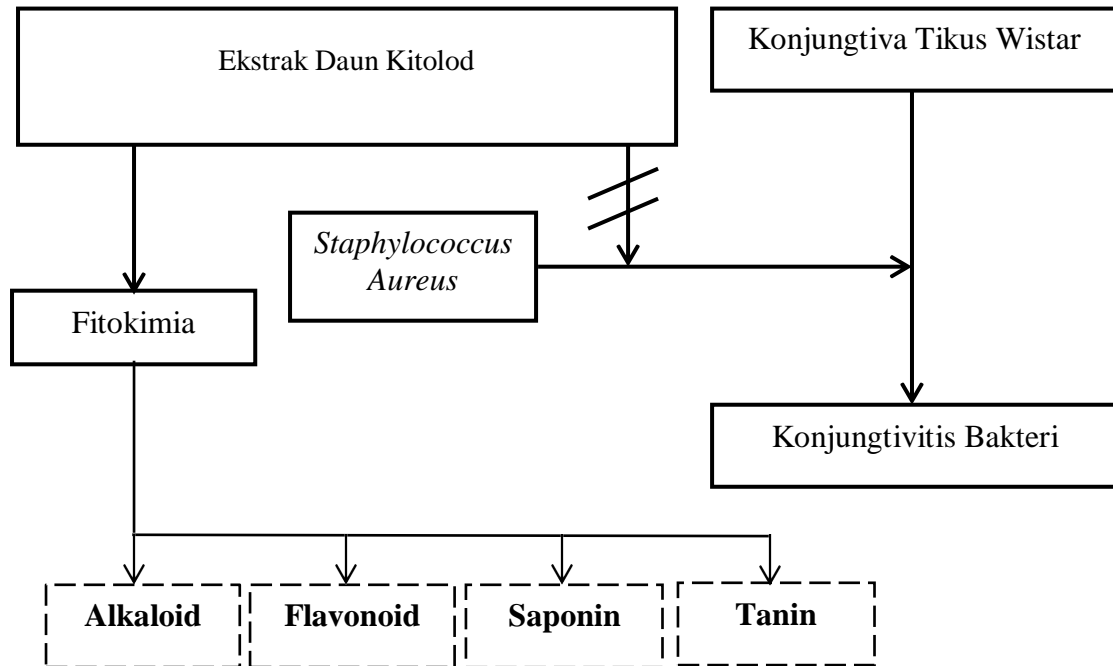 Ekstrak Daun Kitolod
Konjungtiva Tikus Wistar
Staphylococcus
Aureus
Fitokimia
Konjungtivitis Bakteri
Alkaloid
Flavonoid
Saponin
Tanin